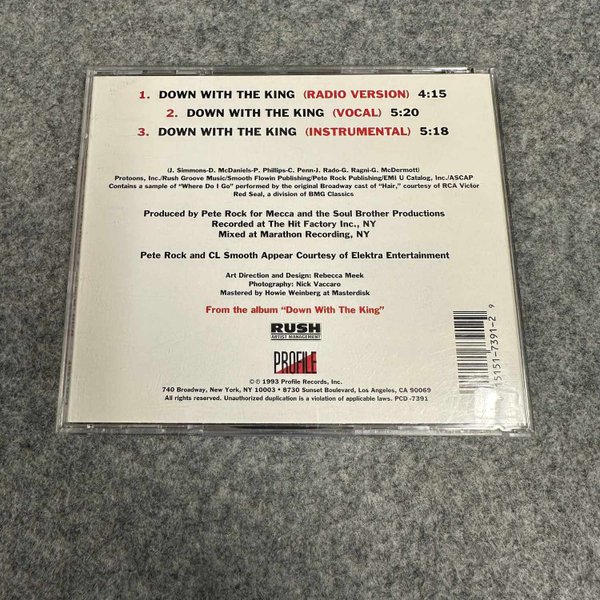 1. DOWN WITH THE KING (RADIO VERSION) 4:15
2. DOWN WITH THE KING (VOCAL) 5:20
3. DOWN WITH THE KING (INSTRUMENTAL) 5:18
(J. Simmons-D. McDaniels-P. Phillips-C. Penn-J. Rado-G. Ragni-G. McDermott)
Protoons, Inc./Rush Groove Music/Smooth Flowin Publishing/Pete Rock Publishing/EMI U Catalog, Inc./ASCAP
Contains a sample of "Where Do I Go" performed by the original Broadway cast of "Hair," courtesy of RCA Victor
Red Seal, a division of BMG Classics
Produced by Pete Rock for Mecca and the Soul Brother Productions
Recorded at The Hit Factory Inc., NY
Mixed at Marathon Recording, NY
Pete Rock and CL Smooth Appear Courtesy of Elektra Entertainment
Art Direction and Design: Rebecca Meek
Photography: Nick Vaccaro
Mastered by Howie Weinberg at Masterdisk
From the album "Down With The King"
RUSH
ARTIST MANAGEMENT
PROFILE
©℗ 1993 Profile Records, Inc.
740 Broadway, New York, NY 10003 • 8730 Sunset Boulevard, Los Angeles, CA 90069
All rights reserved. Unauthorized duplication is a violation of applicable laws. PCD -7391
15151-7391-2 9